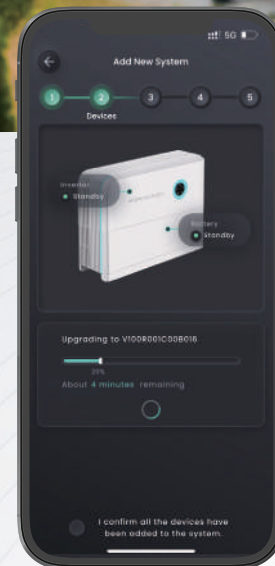 5G
Add New System
1 2 3 4 5
Devices
Inverter
Standby
Battery
Standby
Upgrading to V100R001C00B016
20%
About 4 minutes remaining
I confirm all the devices have
been added to the system.